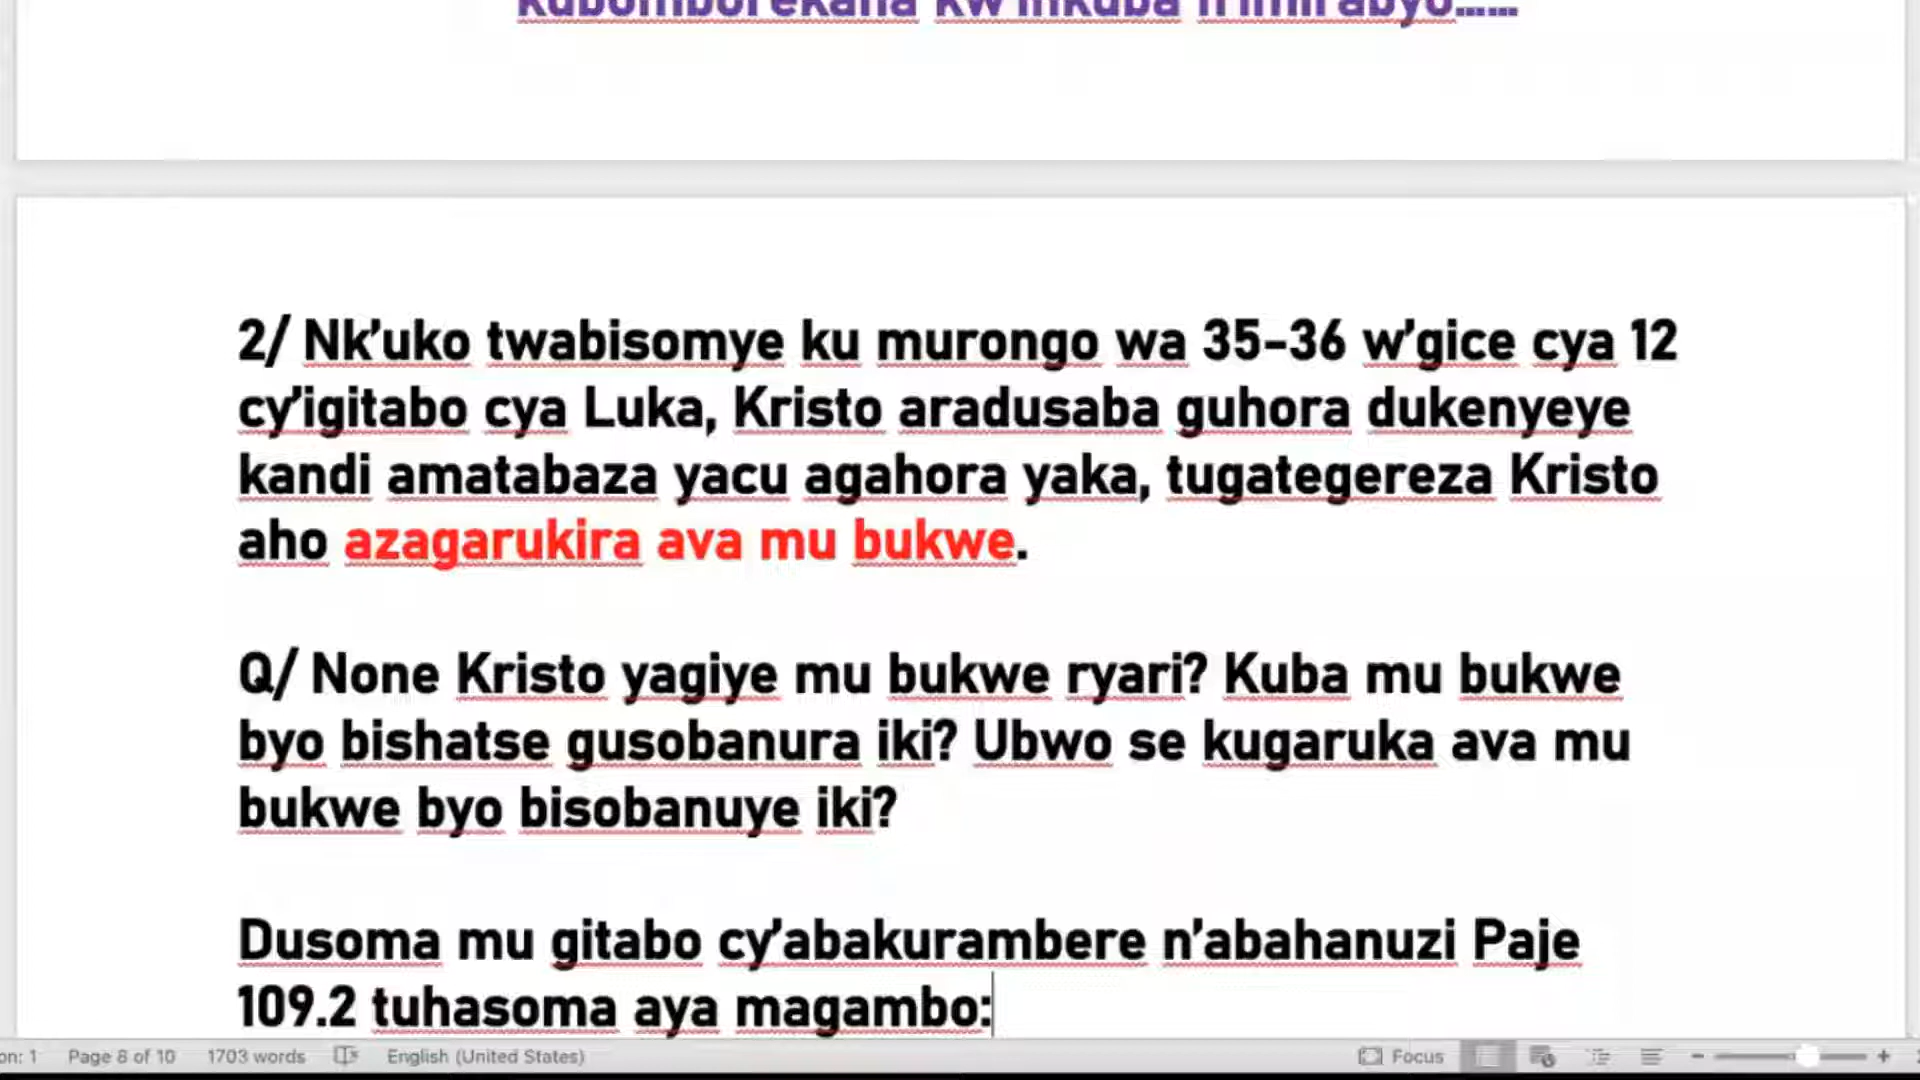 2/ Nk'uko twabisomye ku murongo wa 35-36 w'gice cya 12
cy'igitabo cya Luka, Kristo aradusaba guhora dukenyeye
kandi amatabaza yacu agahora yaka, tugategereza Kristo
aho azagarukira ava mu bukwe.
Q/ None Kristo yagiye mu bukwe ryari? Kuba mu bukwe
byo bishatse gusobanura iki? Ubwo se kugaruka ava mu
bukwe byo bisobanuye iki?
Dusoma mu gitabo cy'abakurambere n'abahanuzi Paje
109.2 tuhasoma aya magambo:
on: 1 Page 8 of 10 1703 words English (United States) Focus